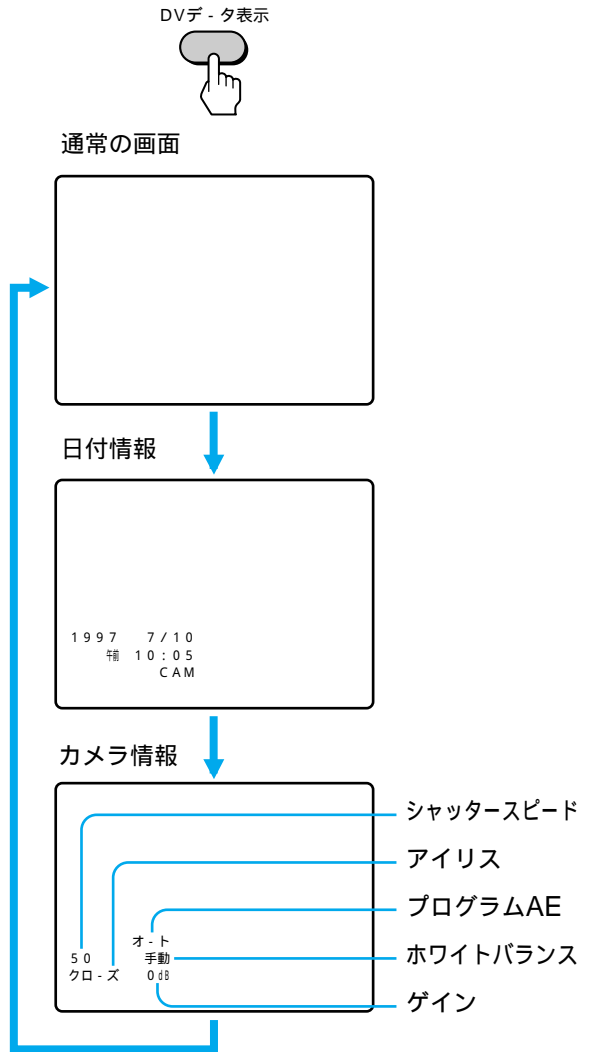 DVデ-タ表示
通常の画面
日付情報
1997 7/10
午前 10:05
CAM
カメラ情報
シャッタースピード
アイリス
プログラムAE
ホワイトバランス
ゲイン
オ-ト
50 手動
クロ-ズ 0dB